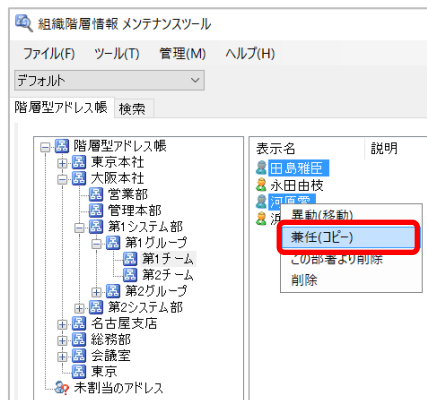 組織階層情報 メンテナンスツール
ファイル(F) ツール(T) 管理(M) ヘルプ(H)
デフォルト
階層型アドレス帳 検索
階層型アドレス帳
東京本社
大阪本社
営業部
管理本部
第1システム部
第1グループ
第1チーム
第2チーム
第2グループ
第2システム部
名古屋支店
総務部
会議室
東京
未割当のアドレス
表示名 説明
田島雅臣
永田由枝
河原
異動(移動)
兼任(コピー)
この部署より削除
削除